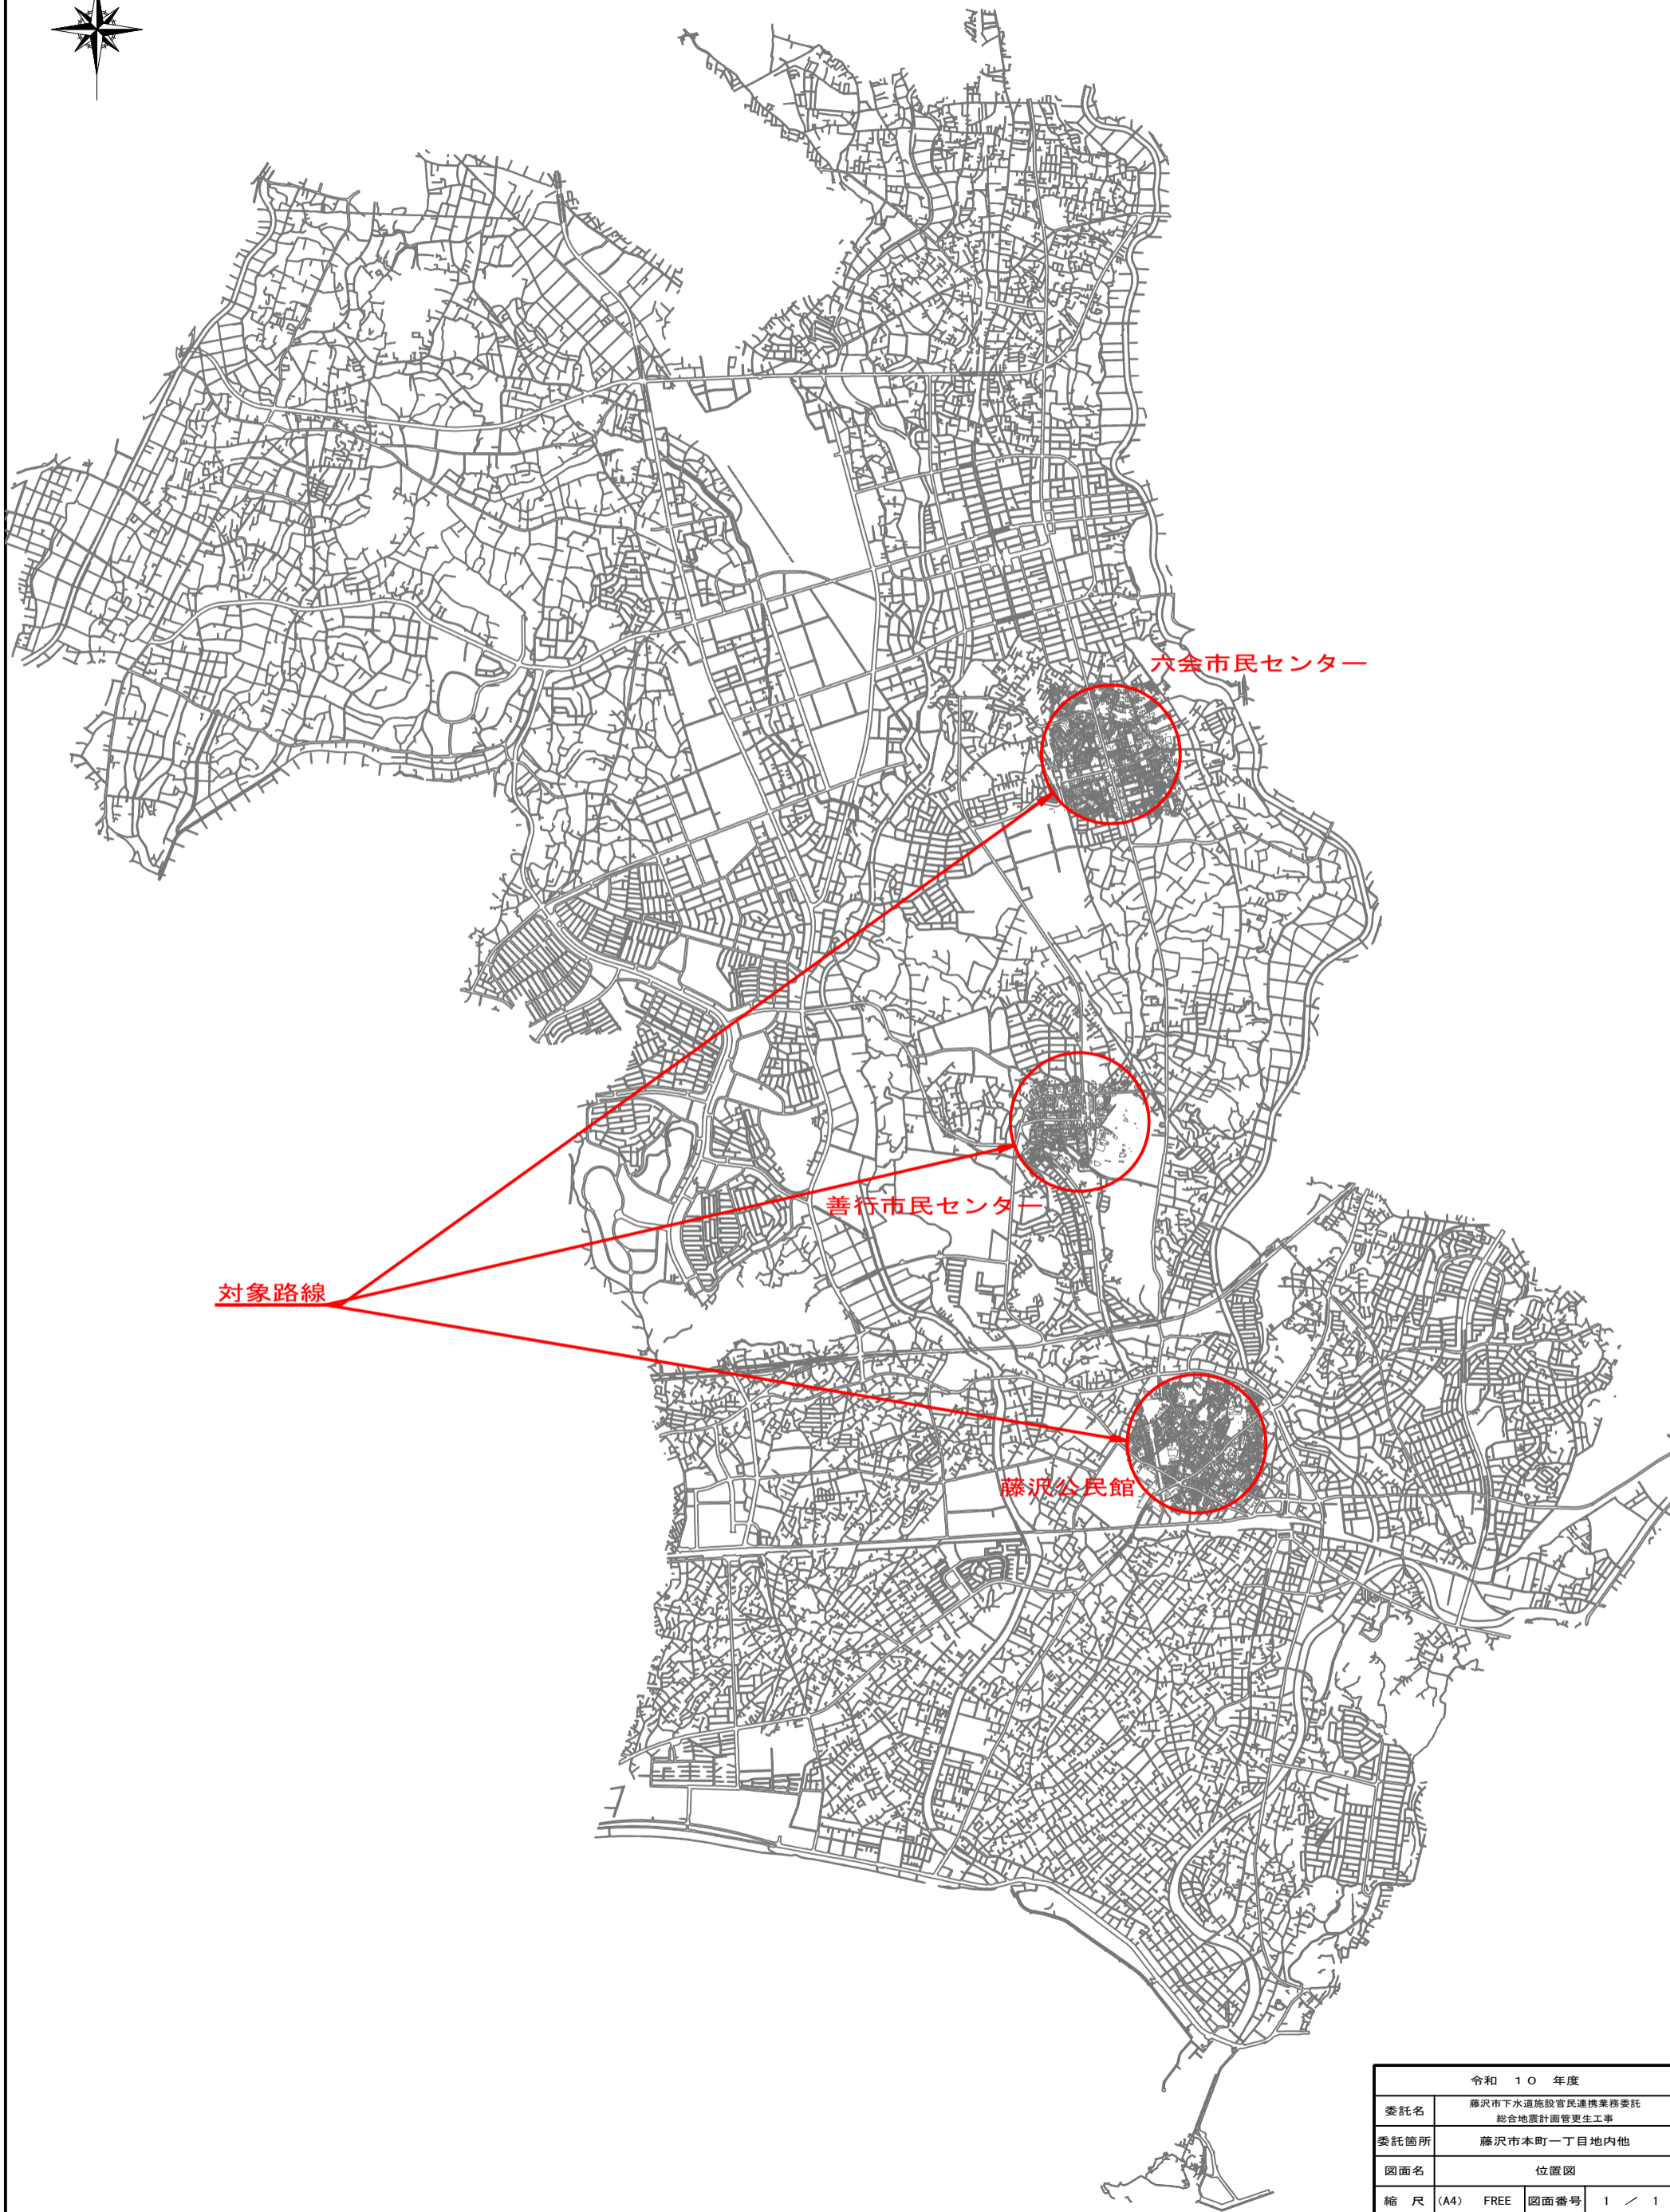 六会市民センター
善行市民センター
対象路線
藤沢公民館
令和 10 年度
委託名 藤沢市下水道施設官民連携業務委託
総合地震計画管更生工事
委託箇所 藤沢市本町一丁目地内他
図面名 位置図
縮 尺 (A4) FREE 図面番号 1 ／ 1